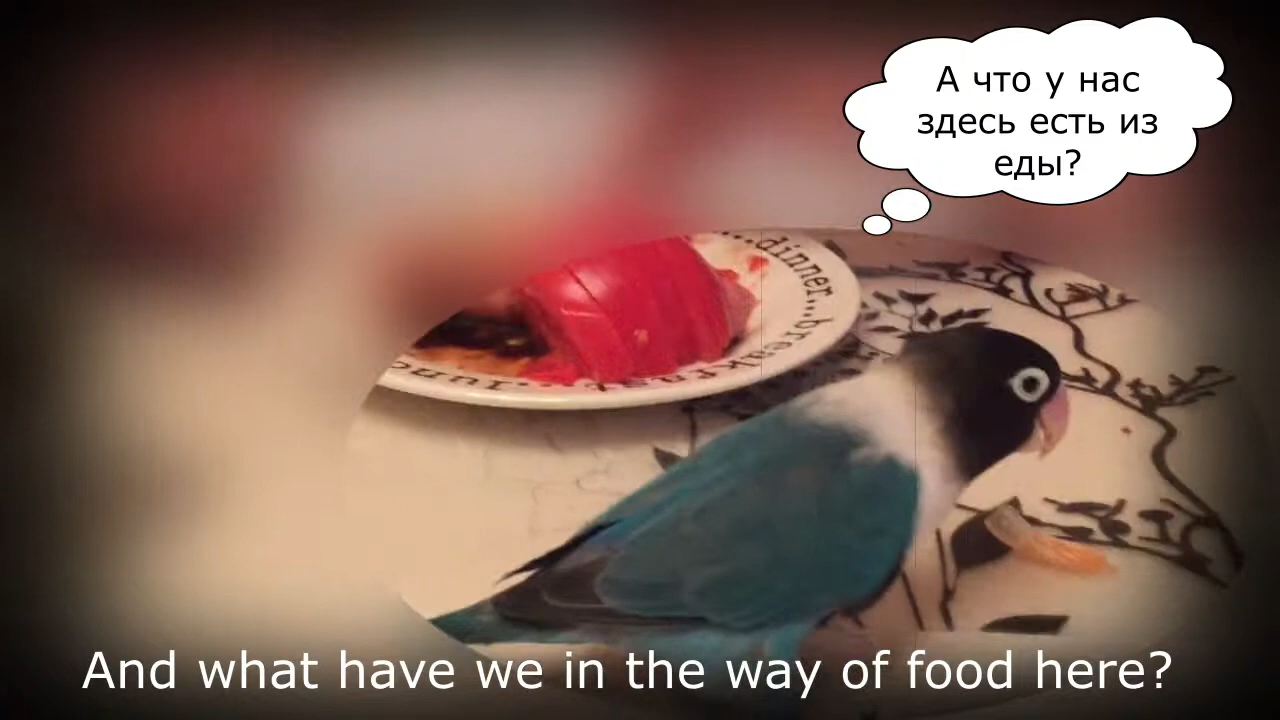 А что у нас
здесь есть из
еды?
...dinner...breakfast...lunc
And what have we in the way of food here?